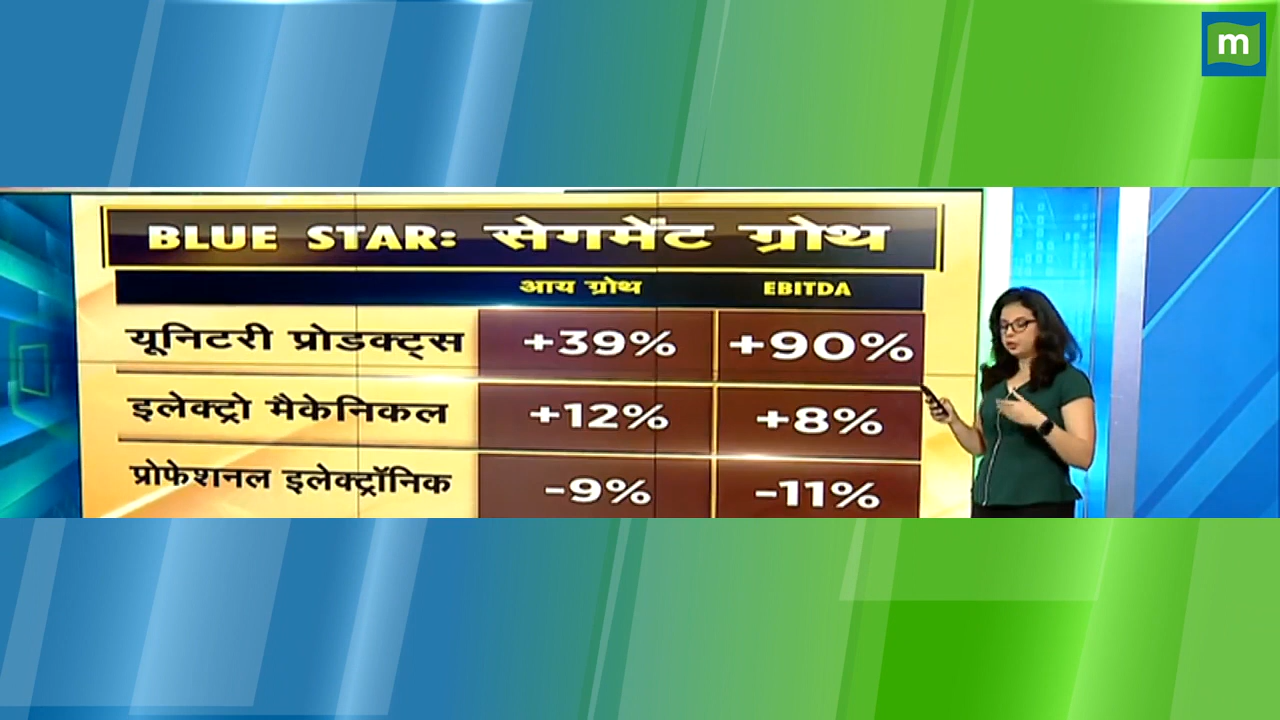 m
BLUE STAR: सेगमेंट ग्रोथ
आय ग्रोथ EBITDA
यूनिटरी प्रोडक्ट्स +39% +90%
इलेक्ट्रो मैकेनिकल +12% +8%
प्रोफेशनल इलेक्ट्रॉनिक -9% -11%